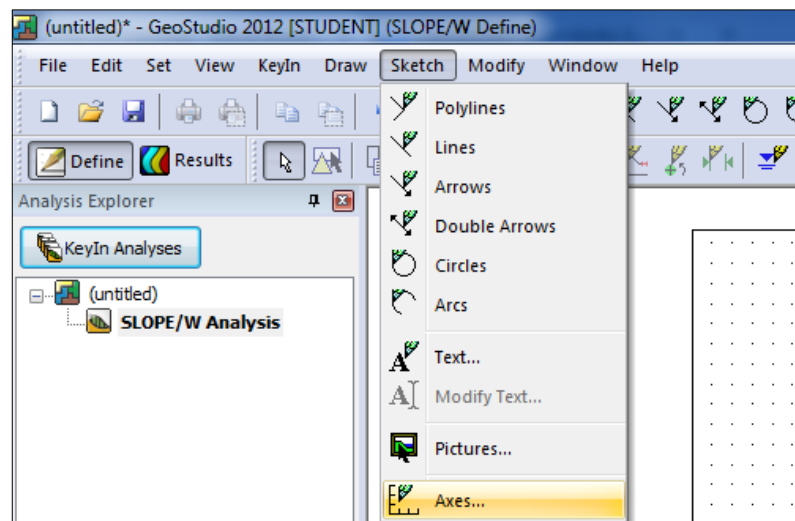 (untitled)* - GeoStudio 2012 [STUDENT] (SLOPE/W Define)
File Edit Set View KeyIn Draw Sketch Modify Window Help
Define Results
Analysis Explorer
KeyIn Analyses
(untitled)
SLOPE/W Analysis
Polylines
Lines
Arrows
Double Arrows
Circles
Arcs
Text...
Modify Text...
Pictures...
Axes...